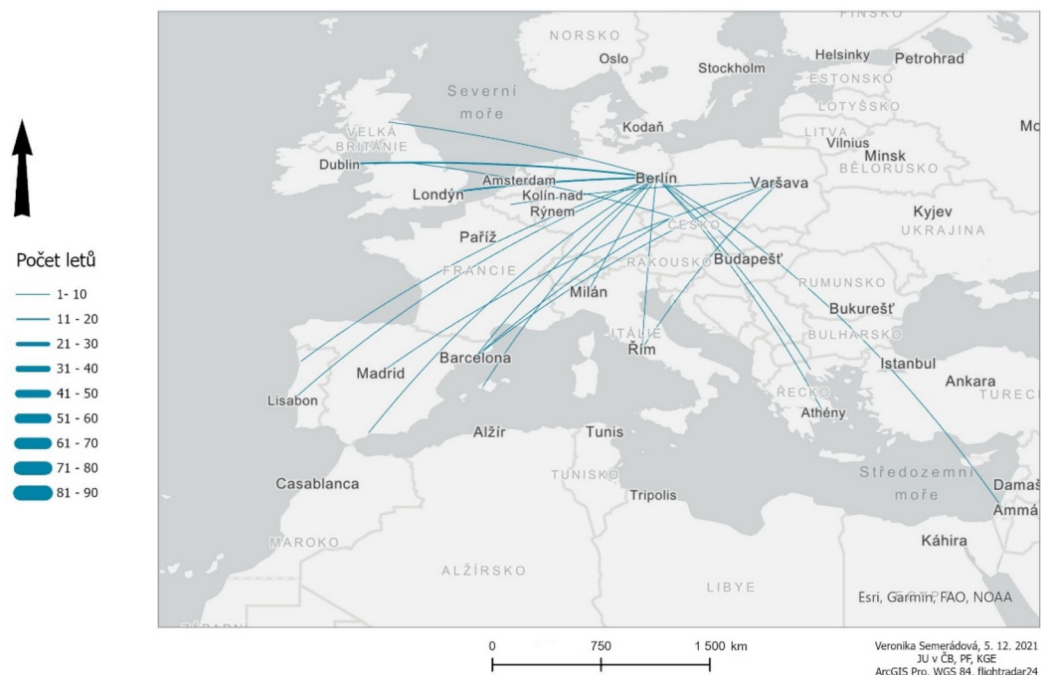 FINSKO
NORSKO
Oslo
Helsinky
Petrohrad
Stockholm
ESTONSKO
Severní
moře
LOTYŠSKO
Kodaň
VELKÁ
BRITÁNIE
LITVA
Vilnius
Minsk
BĚLORUSKO
Dublin
Amsterdam
Berlín
Varšava
Londýn
Kolín nad
Rýnem
Kyjev
UKRAJINA
Paříž
ČESKO
FRANCIE
RAKOUSKO
Budapešť
Milán
RUMUNSKO
Bukurešť
ITÁLIE
BULHARSKO
Řím
Barcelona
Istanbul
Madrid
Ankara
Lisabon
ŘECKO
TURECK
Athény
Alžír
Tunis
Středozemní
moře
Casablanca
TUNISKO
Tripolis
Damaš
Ammá
MAROKO
Káhira
ALŽÍRSKO
LIBYE
Esri, Garmin, FAO, NOAA
Počet letů
1- 10
11 - 20
21 - 30
31 - 40
41 - 50
51 - 60
61 - 70
71 - 80
81 - 90
0 750 1 500 km
Veronika Semerádová, 5. 12. 2021
JU v ČB, PF, KGE
ArcGIS Pro, WGS 84, flightradar24